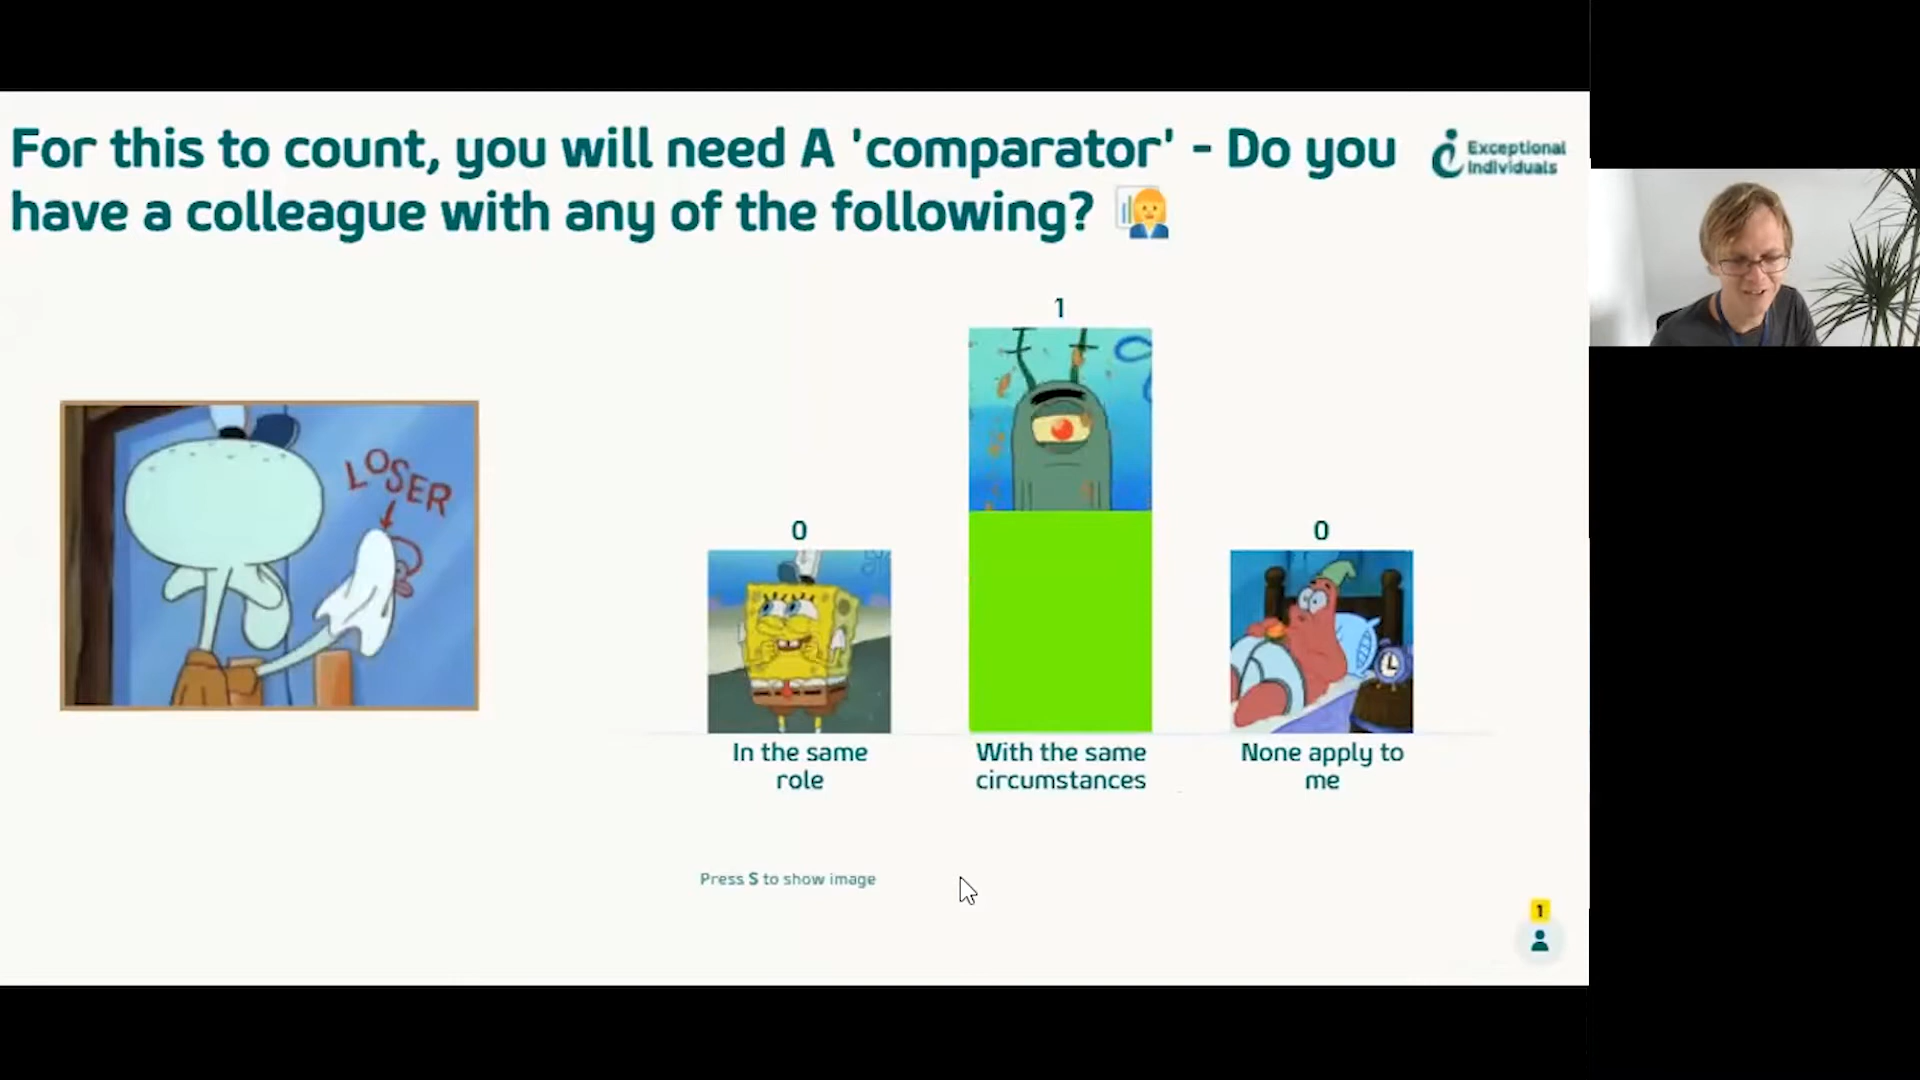 For this to count, you will need A 'comparator' - Do you
have a colleague with any of the following?
Exceptional
Individuals
1
LOSER
0
0
In the same
role
With the same
circumstances
None apply to
me
Press S to show image
1